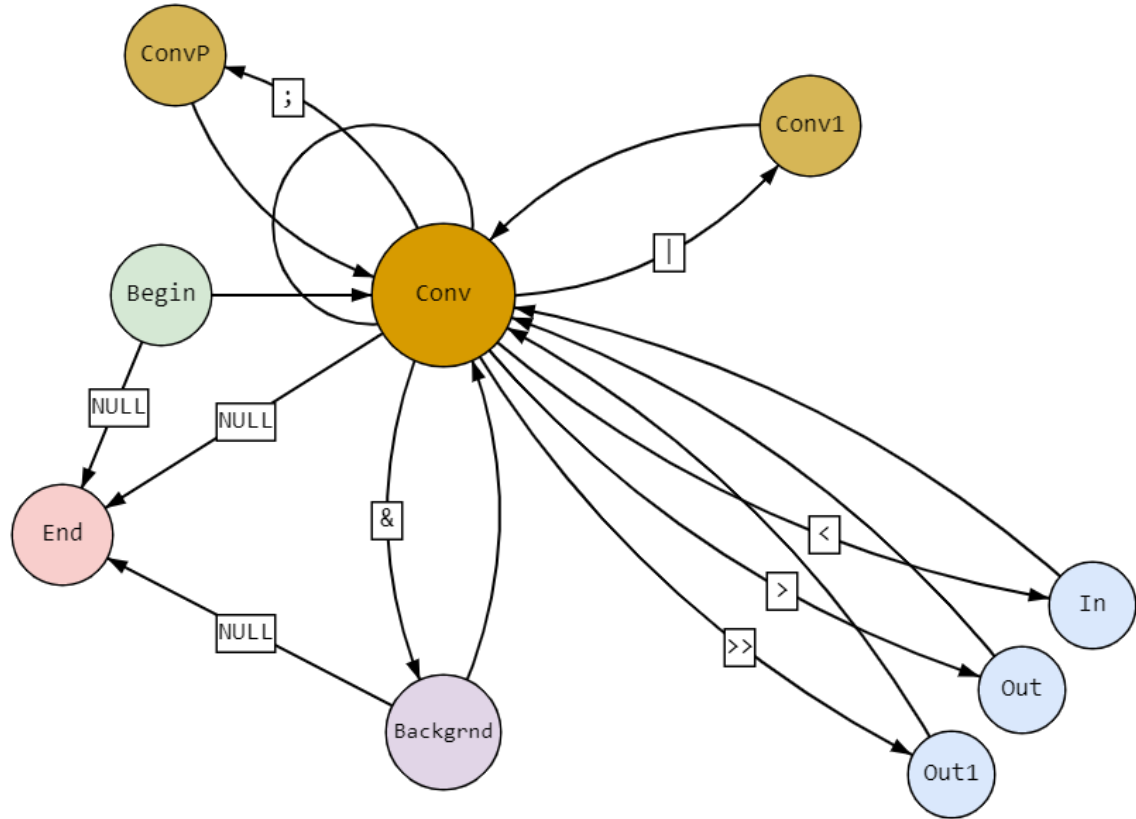 ConvP
;
Conv1
|
Begin
Conv
NULL
NULL
&
End
<
>
In
NULL
>>
Out
Backgrnd
Out1